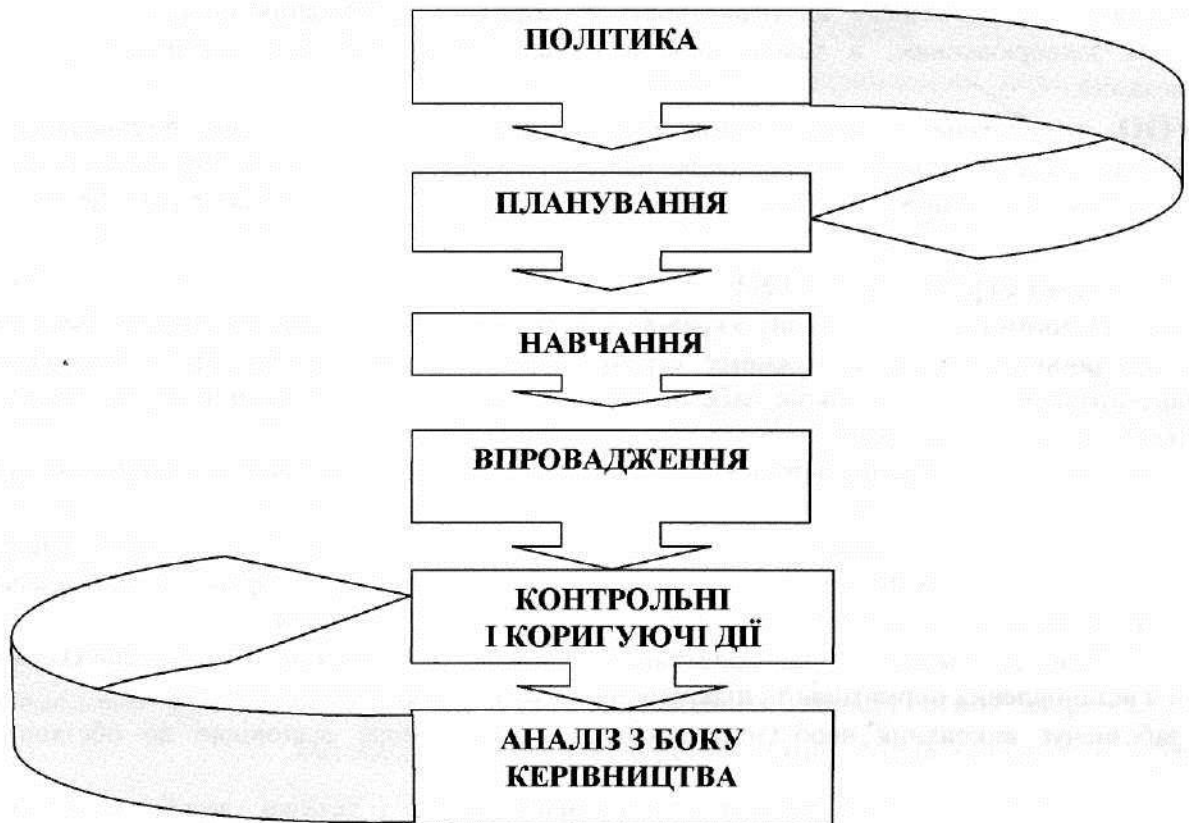 ПОЛІТИКА
ПЛАНУВАННЯ
НАВЧАННЯ
ВПРОВАДЖЕННЯ
КОНТРОЛЬНІ
І КОРИГУЮЧІ ДІЇ
АНАЛІЗ З БОКУ
КЕРІВНИЦТВА